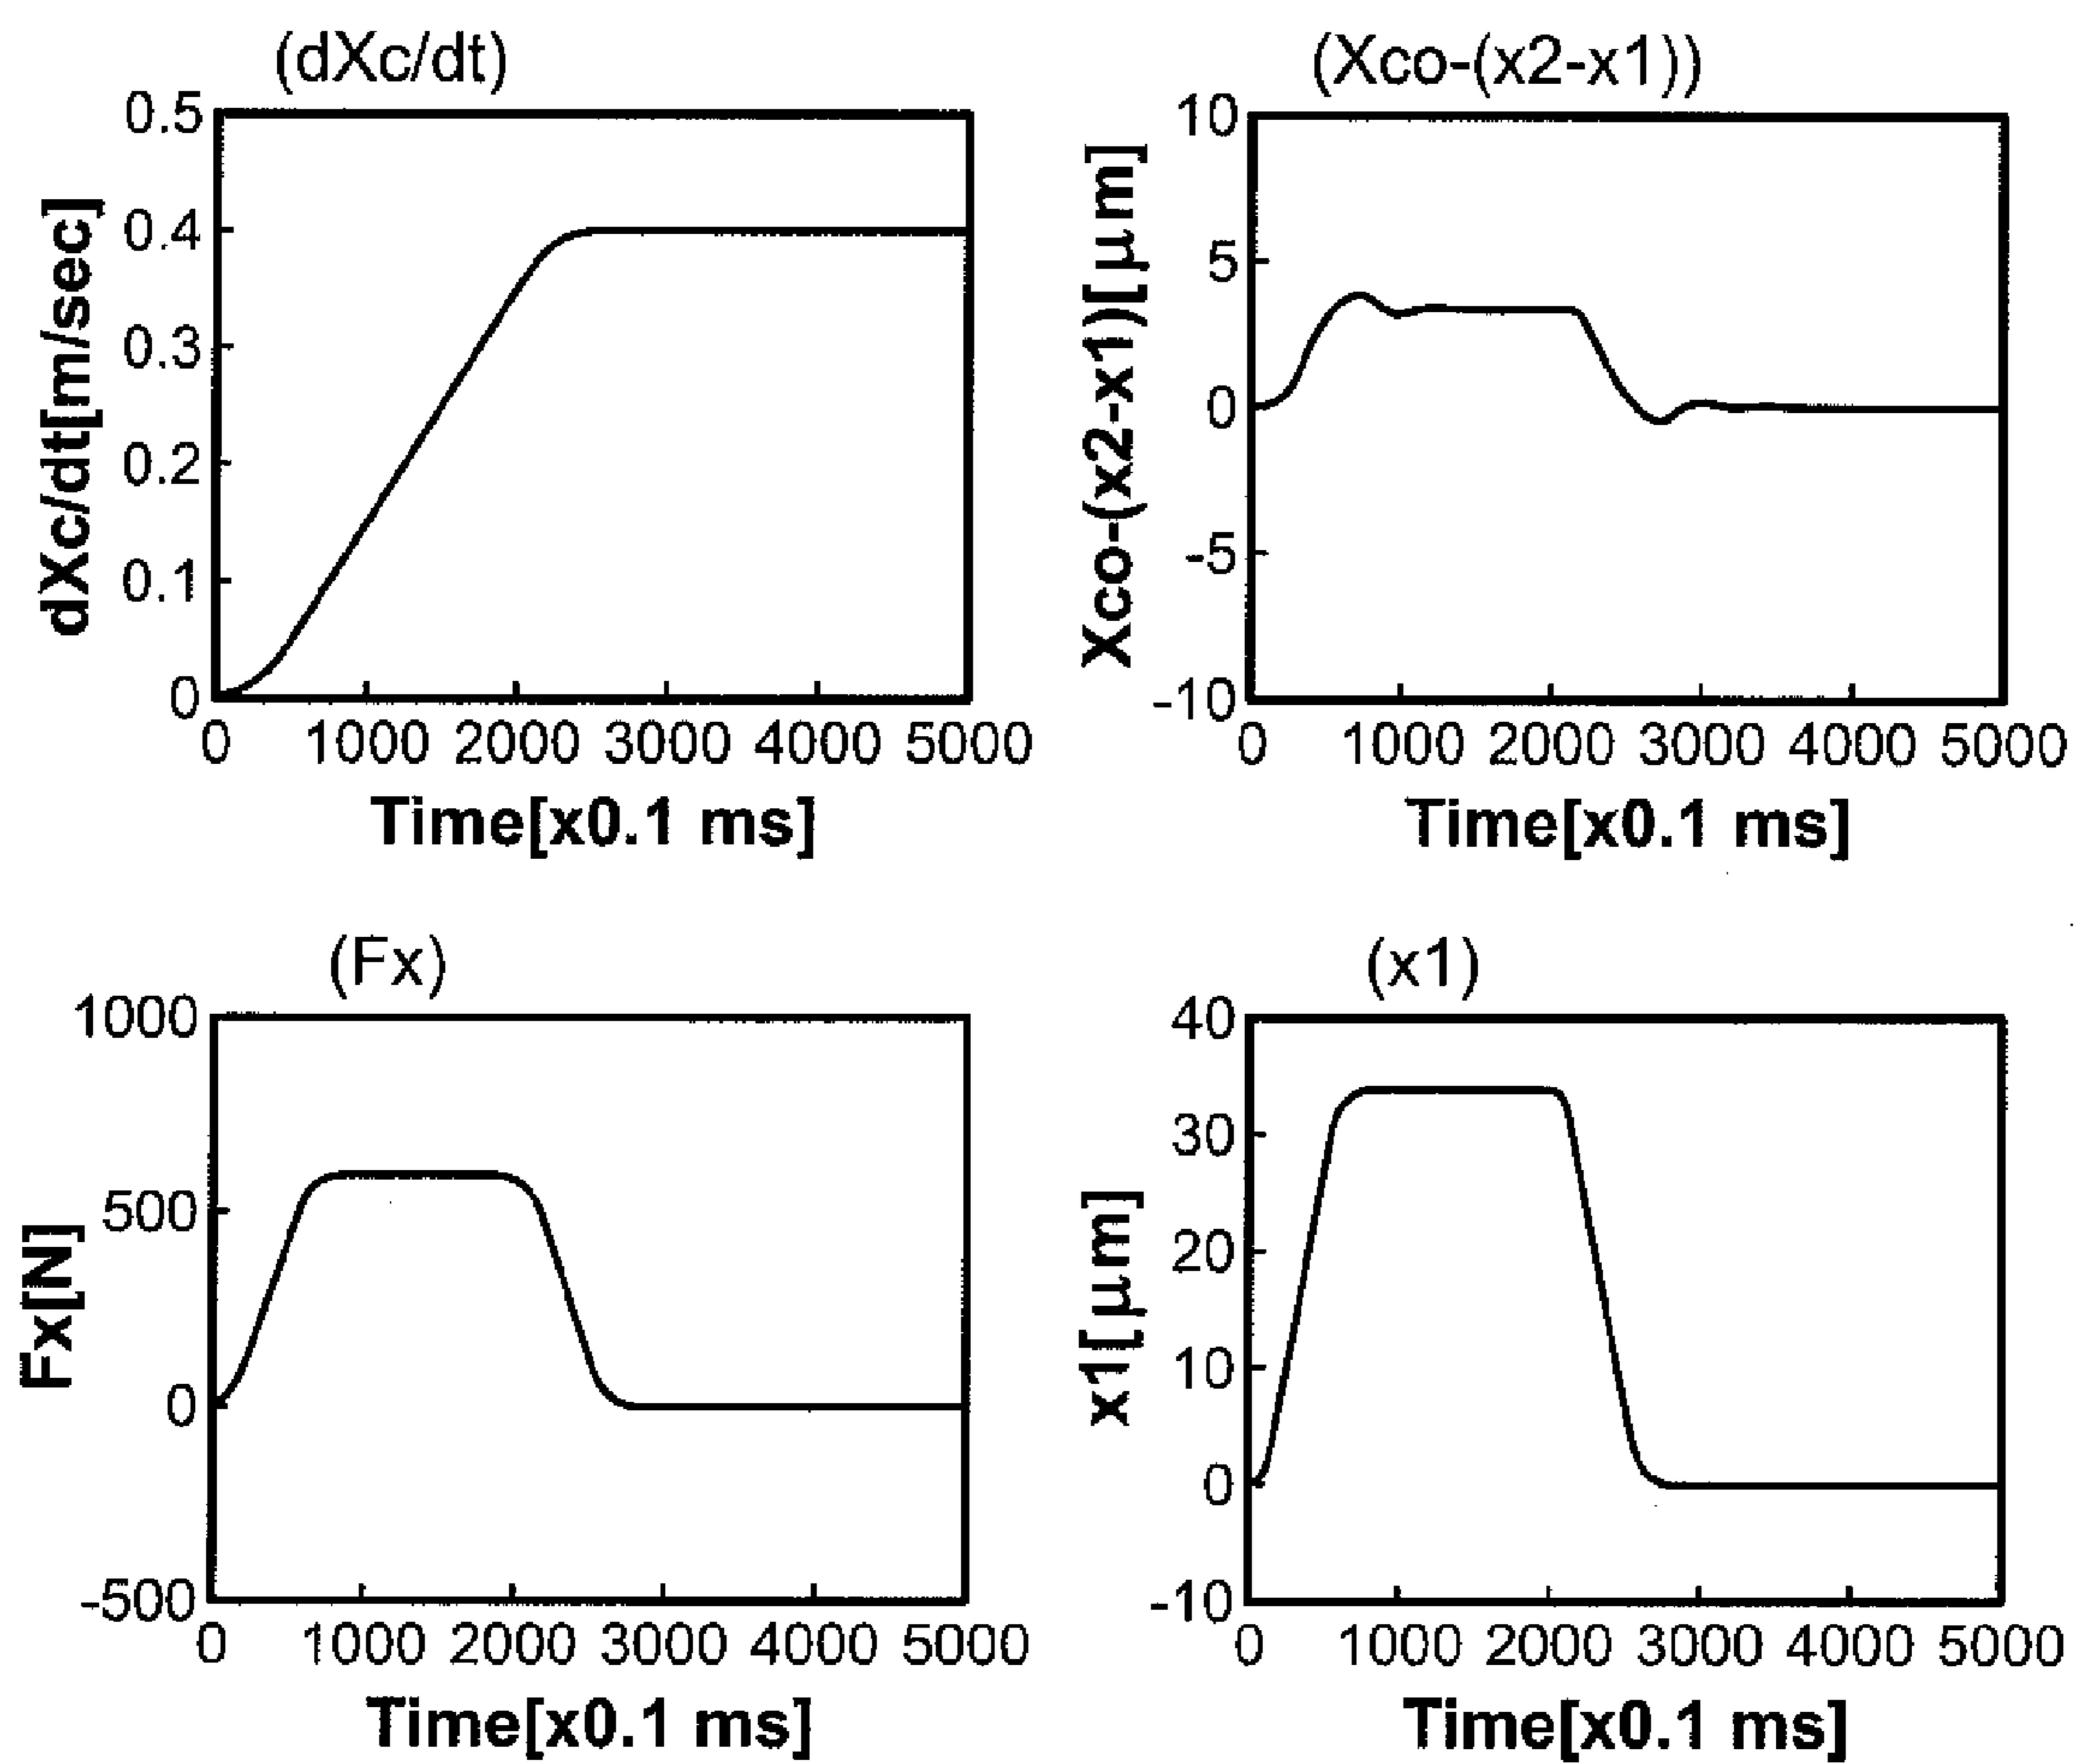 (dXc/dt)
dXc/dt[m/sec]
0.5
0.4
0.3
0.2
0.1
0
0 1000 2000 3000 4000 5000
Time[x0.1 ms]
(Xco-(x2-x1))
Xco-(x2-x1)[μm]
10
5
0
-5
-10
0 1000 2000 3000 4000 5000
Time[x0.1 ms]
(Fx)
Fx[N]
1000
500
0
-500
0 1000 2000 3000 4000 5000
Time[x0.1 ms]
(x1)
x1[μm]
40
30
20
10
0
-10
0 1000 2000 3000 4000 5000
Time[x0.1 ms]